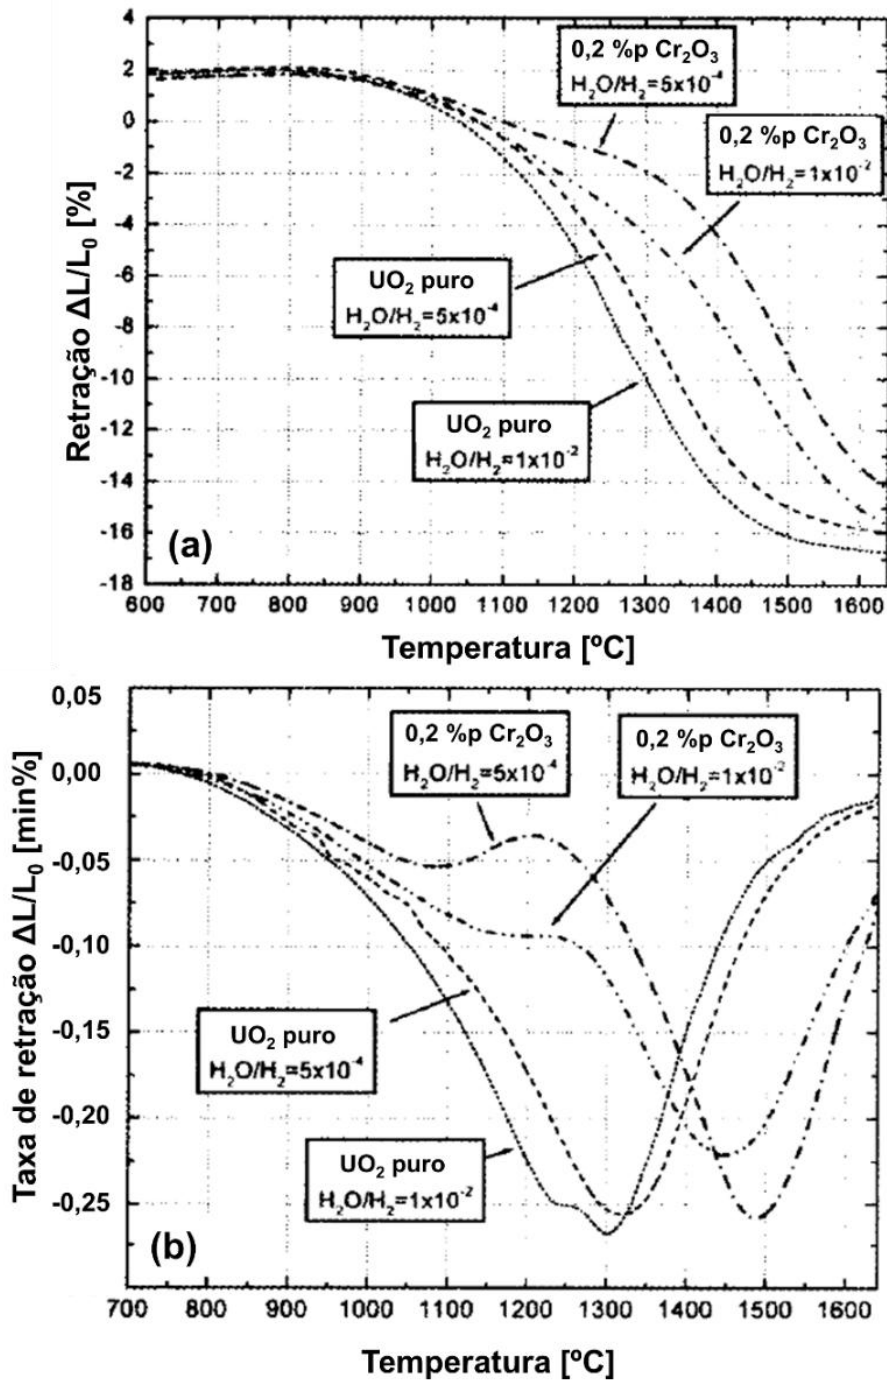 4
2
0
-2
-4
-6
-8
-10
-12
-14
-16
-18
Retração ΔL/L₀ [%]
0,2 %p Cr₂O₃
H₂O/H₂=5x10⁻⁴
0,2 %p Cr₂O₃
H₂O/H₂=1x10⁻²
UO₂ puro
H₂O/H₂=5x10⁻⁴
UO₂ puro
H₂O/H₂=1x10⁻²
(a)
600 700 800 900 1000 1100 1200 1300 1400 1500 1600
Temperatura [ºC]
0,05
0,00
-0,05
-0,10
-0,15
-0,20
-0,25
Taxa de retração ΔL/L₀ [min%]
0,2 %p Cr₂O₃
H₂O/H₂=5x10⁻⁴
0,2 %p Cr₂O₃
H₂O/H₂=1x10⁻²
UO₂ puro
H₂O/H₂=5x10⁻⁴
UO₂ puro
H₂O/H₂=1x10⁻²
(b)
700 800 900 1000 1100 1200 1300 1400 1500 1600
Temperatura [ºC]